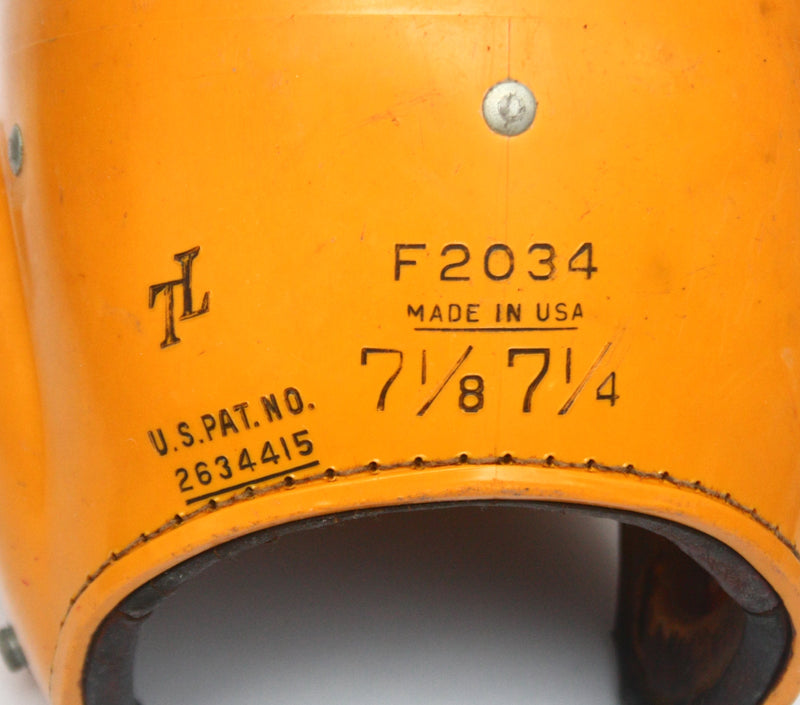 TL
F2034
MADE IN USA
7 1/8 7 1/4
U.S.PAT.NO.
2634415